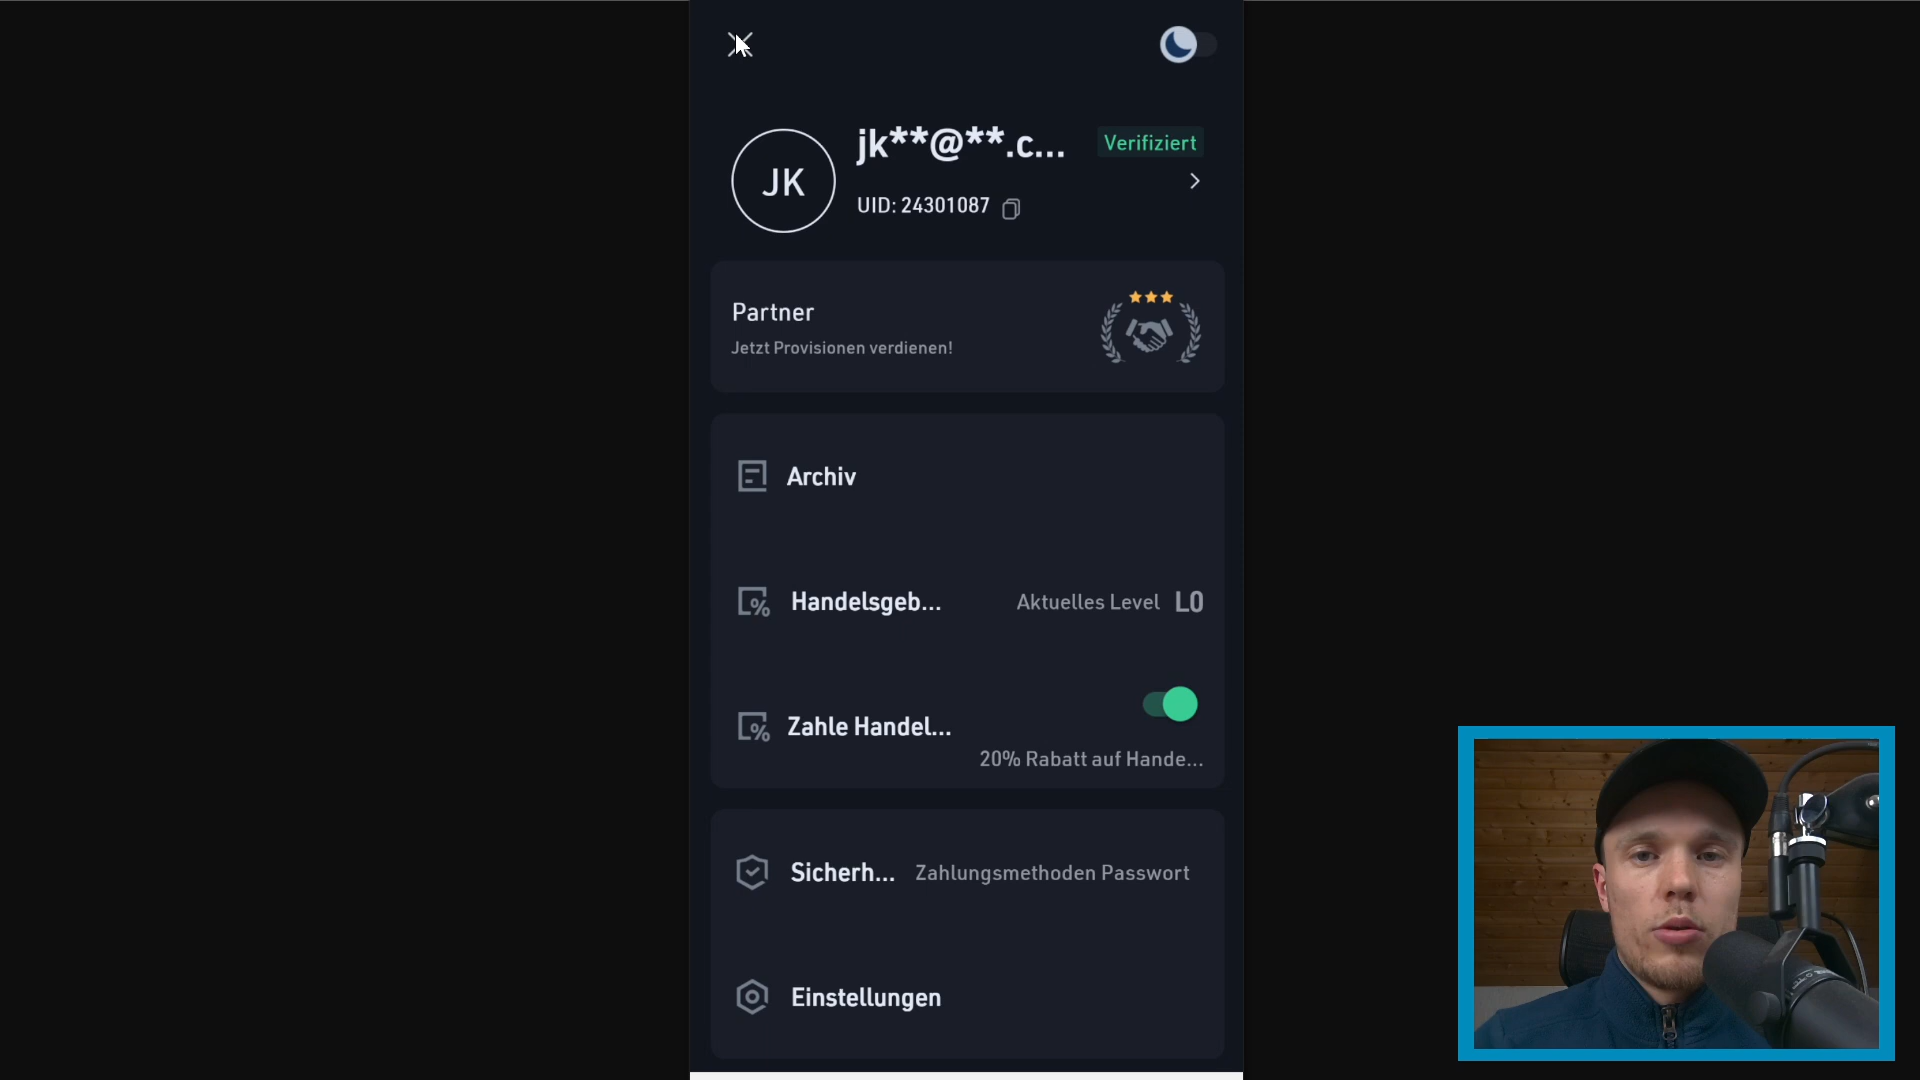 jk**@**.c...
Verifiziert
JK
UID: 24301087
Partner
Jetzt Provisionen verdienen!
Archiv
Handelsgeb...
Aktuelles Level L0
Zahle Handel...
20% Rabatt auf Hande...
Sicherh...
Zahlungsmethoden Passwort
Einstellungen